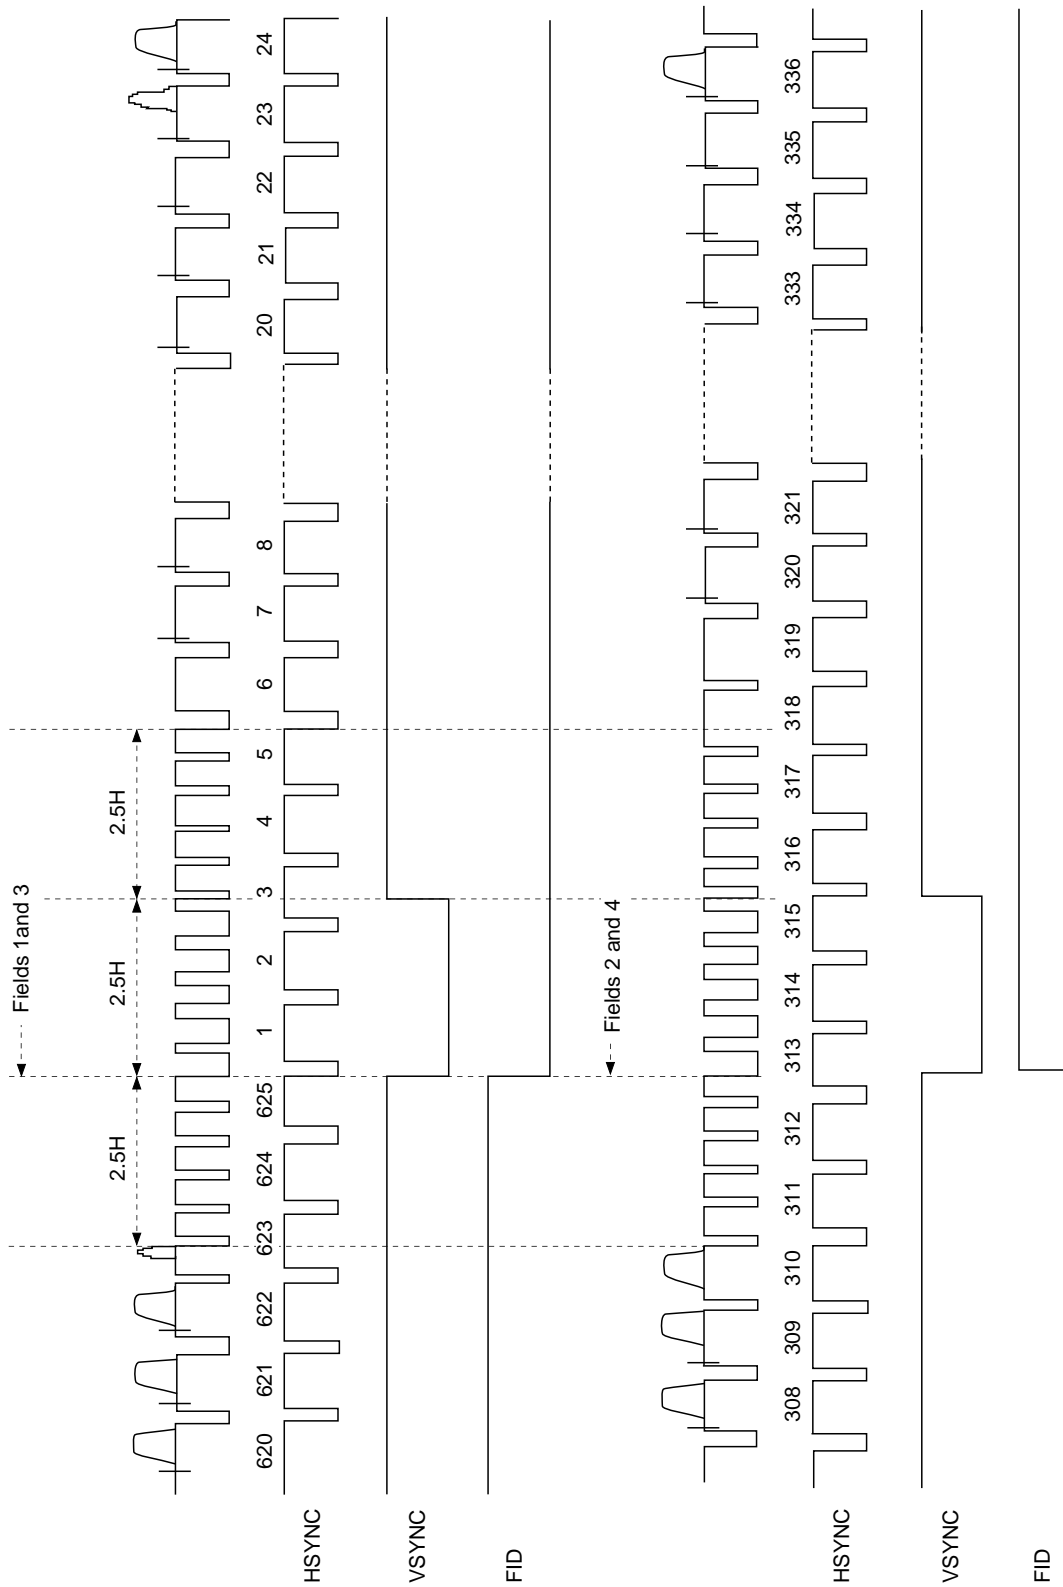 Fields 1and 3
2.5H 2.5H 2.5H
620 621 622 623 624 625 1 2 3 4 5 6 7 8 20 21 22 23 24
HSYNC
VSYNC
FID
Fields 2 and 4
308 309 310 311 312 313 314 315 316 317 318 319 320 321 333 334 335 336
HSYNC
VSYNC
FID